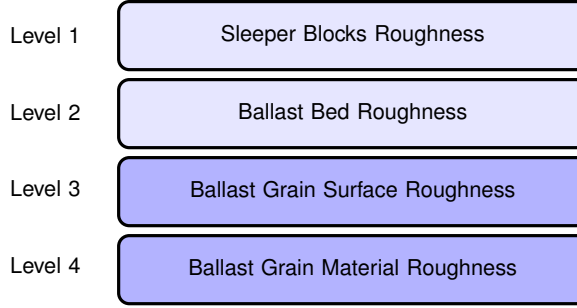 Level 1 Sleeper Blocks Roughness
Level 2 Ballast Bed Roughness
Level 3 Ballast Grain Surface Roughness
Level 4 Ballast Grain Material Roughness